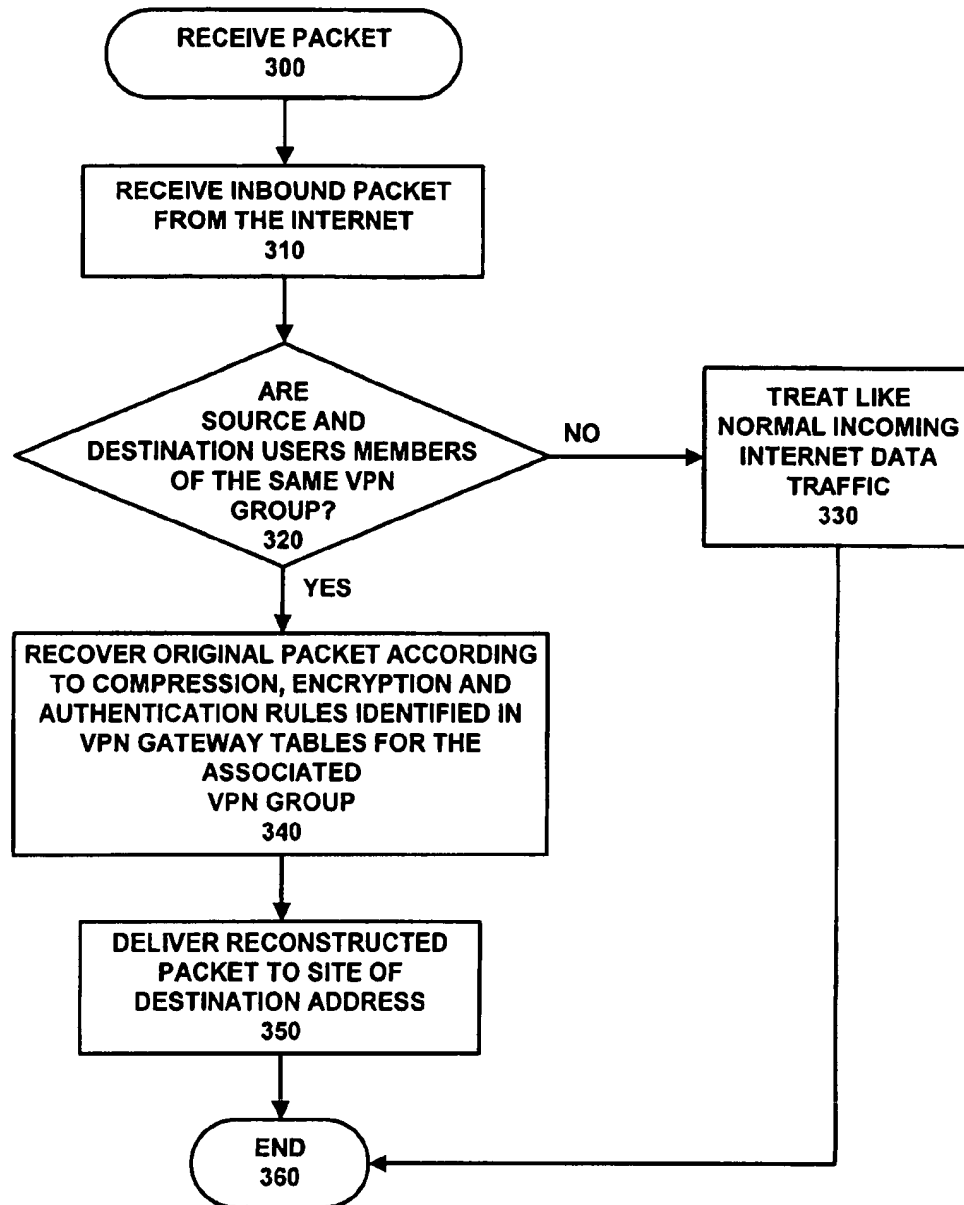 RECEIVE PACKET
300
RECEIVE INBOUND PACKET
FROM THE INTERNET
310
ARE
SOURCE AND
DESTINATION USERS MEMBERS
OF THE SAME VPN
GROUP?
320
NO
TREAT LIKE
NORMAL INCOMING
INTERNET DATA
TRAFFIC
330
YES
RECOVER ORIGINAL PACKET ACCORDING
TO COMPRESSION, ENCRYPTION AND
AUTHENTICATION RULES IDENTIFIED IN
VPN GATEWAY TABLES FOR THE
ASSOCIATED
VPN GROUP
340
DELIVER RECONSTRUCTED
PACKET TO SITE OF
DESTINATION ADDRESS
350
END
360